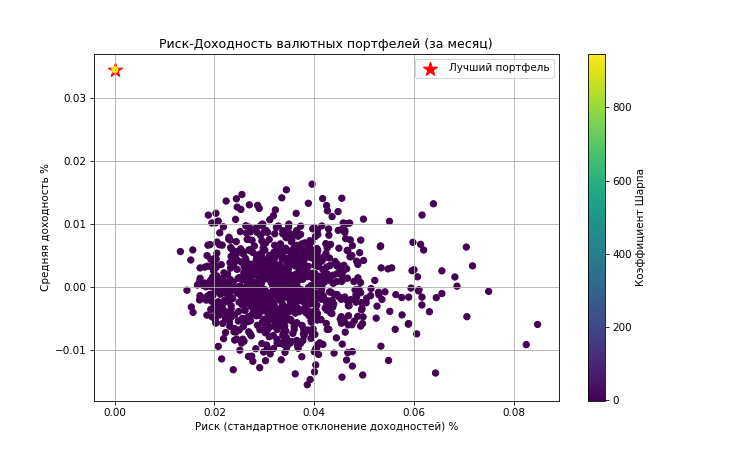 Риск-Доходность валютных портфелей (за месяц)
Лучший портфель
Средняя доходность %
0.03
0.02
0.01
0.00
−0.01
0.00 0.02 0.04 0.06 0.08
Риск (стандартное отклонение доходностей) %
800
600
400
200
0
Коэффициент Шарпа